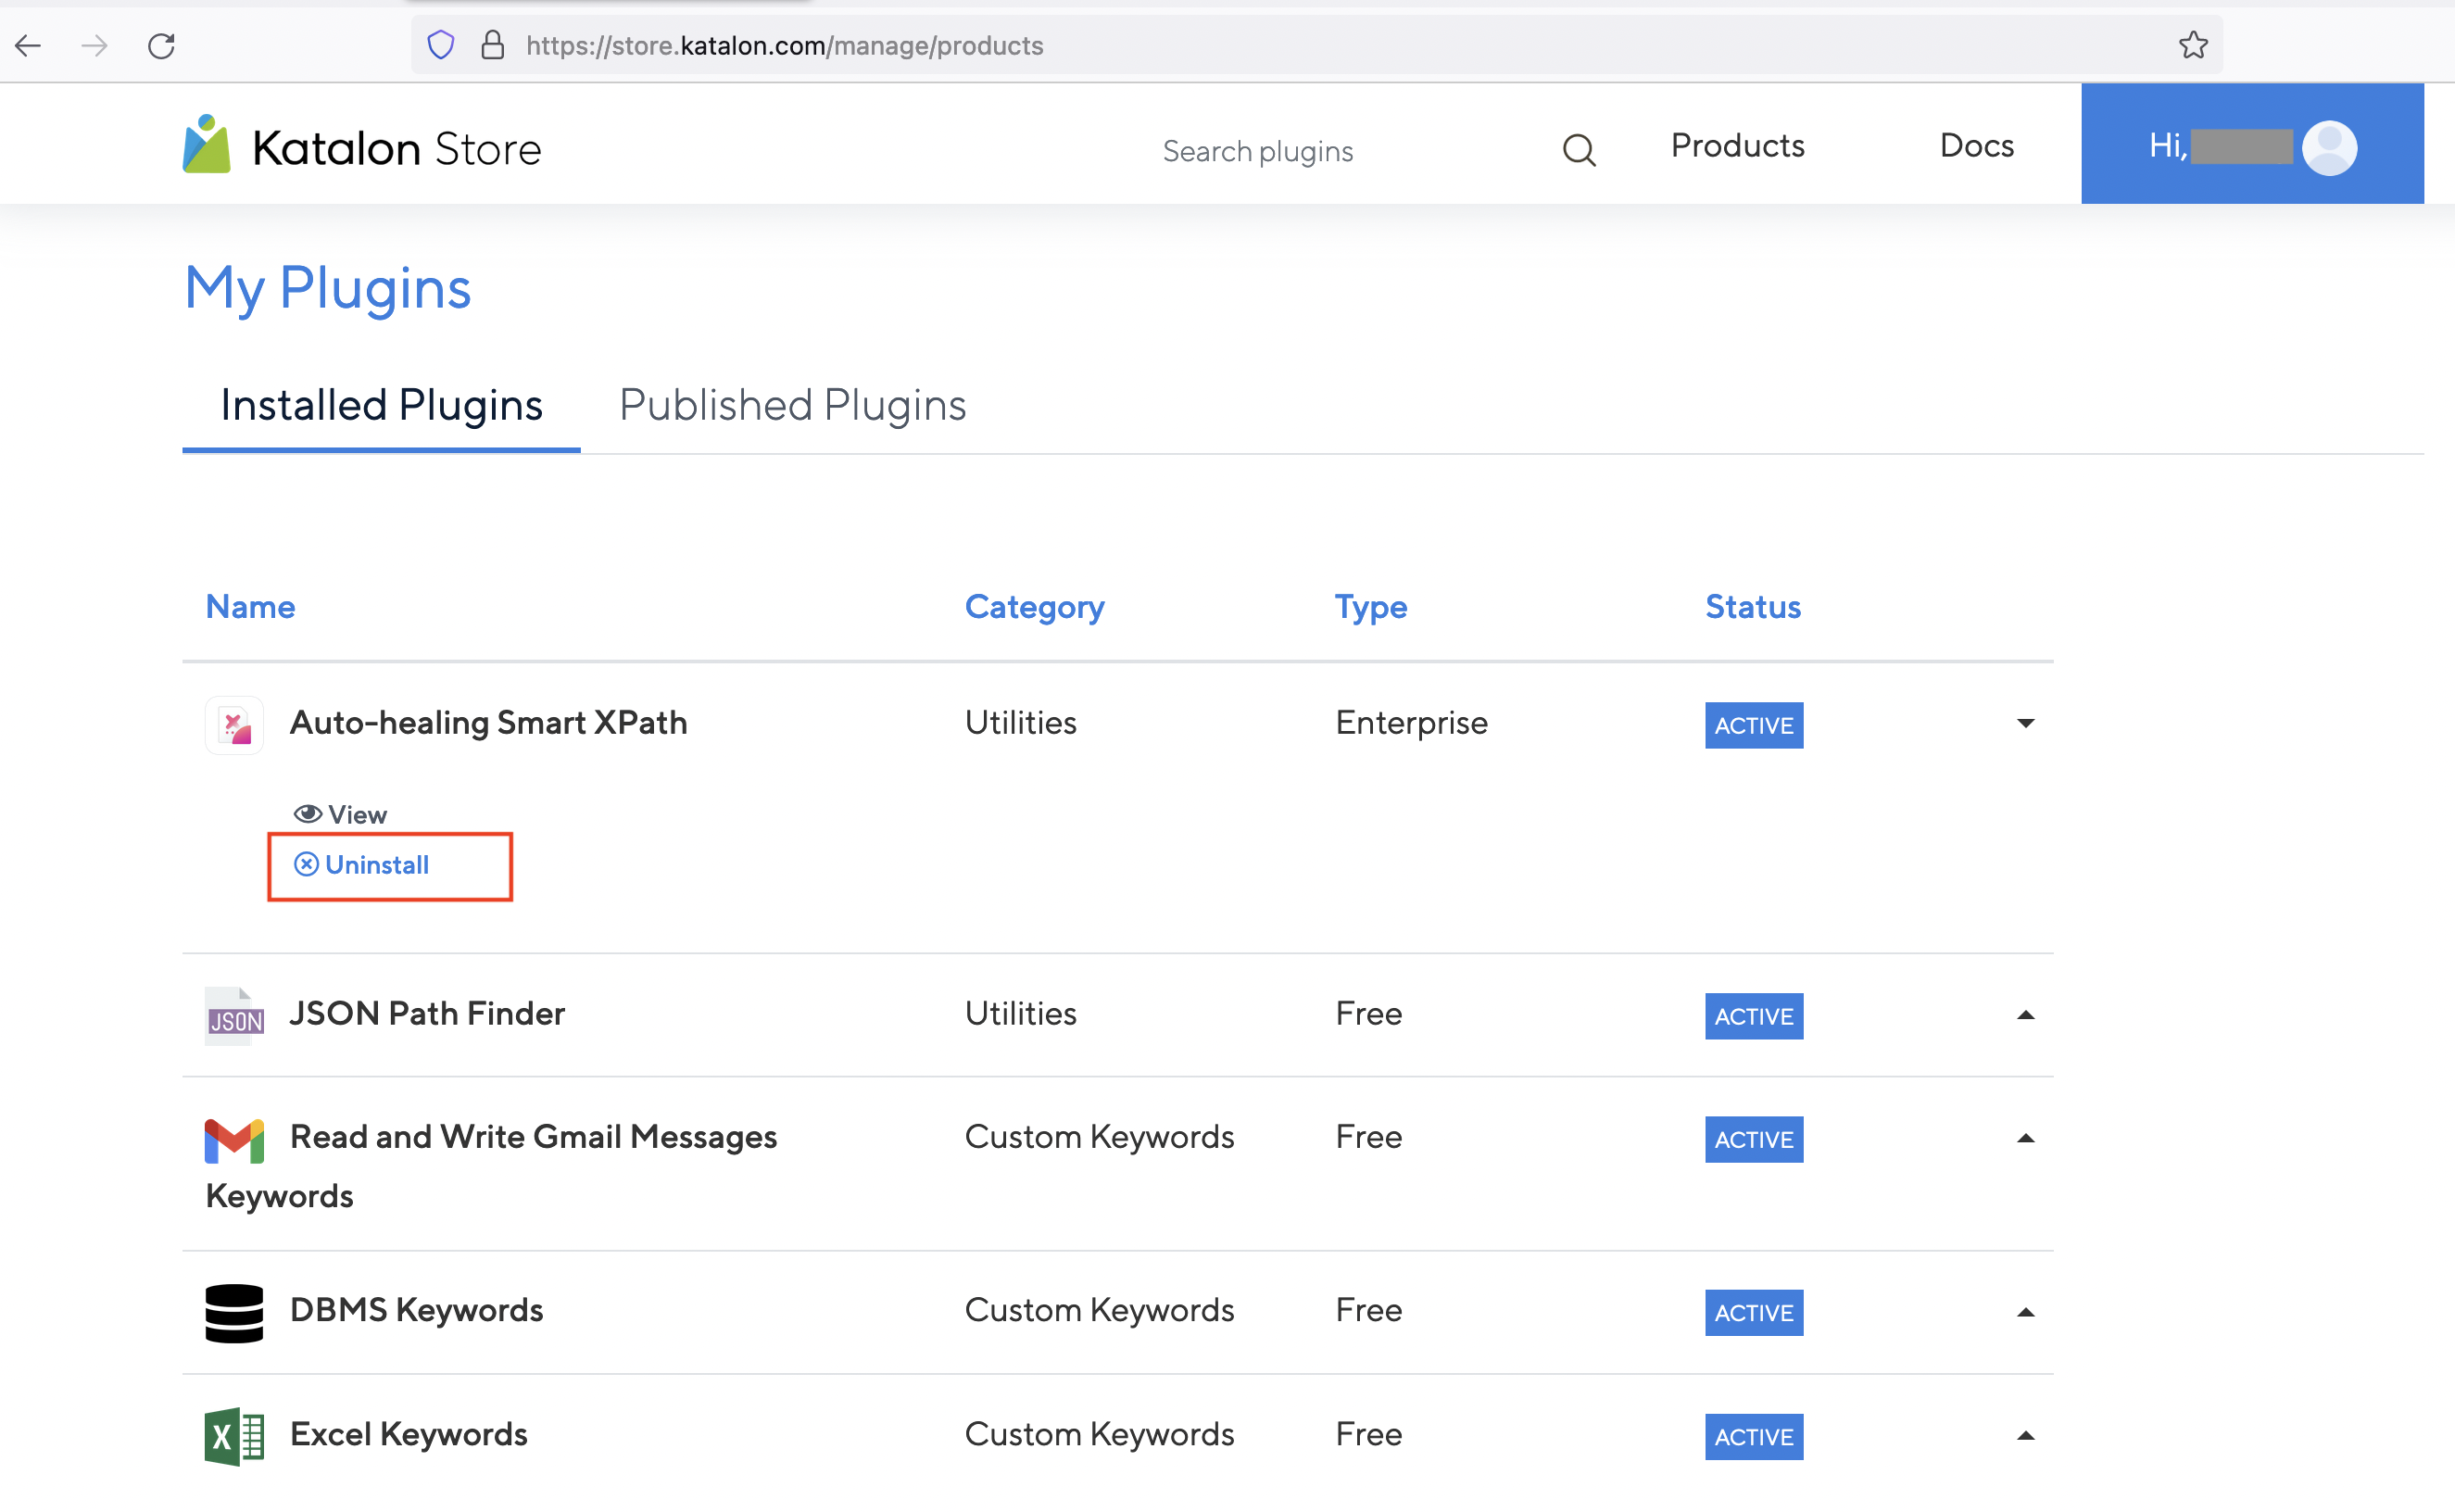 https://store.katalon.com/manage/products
Katalon Store
Search plugins
Products
Docs
Hi,
My Plugins
Installed Plugins
Published Plugins
Name Category Type Status
Auto-healing Smart XPath Utilities Enterprise ACTIVE
View
Uninstall
JSON
JSON Path Finder Utilities Free ACTIVE
Read and Write Gmail Messages Custom Keywords Free ACTIVE
Keywords
DBMS Keywords Custom Keywords Free ACTIVE
X
Excel Keywords Custom Keywords Free ACTIVE